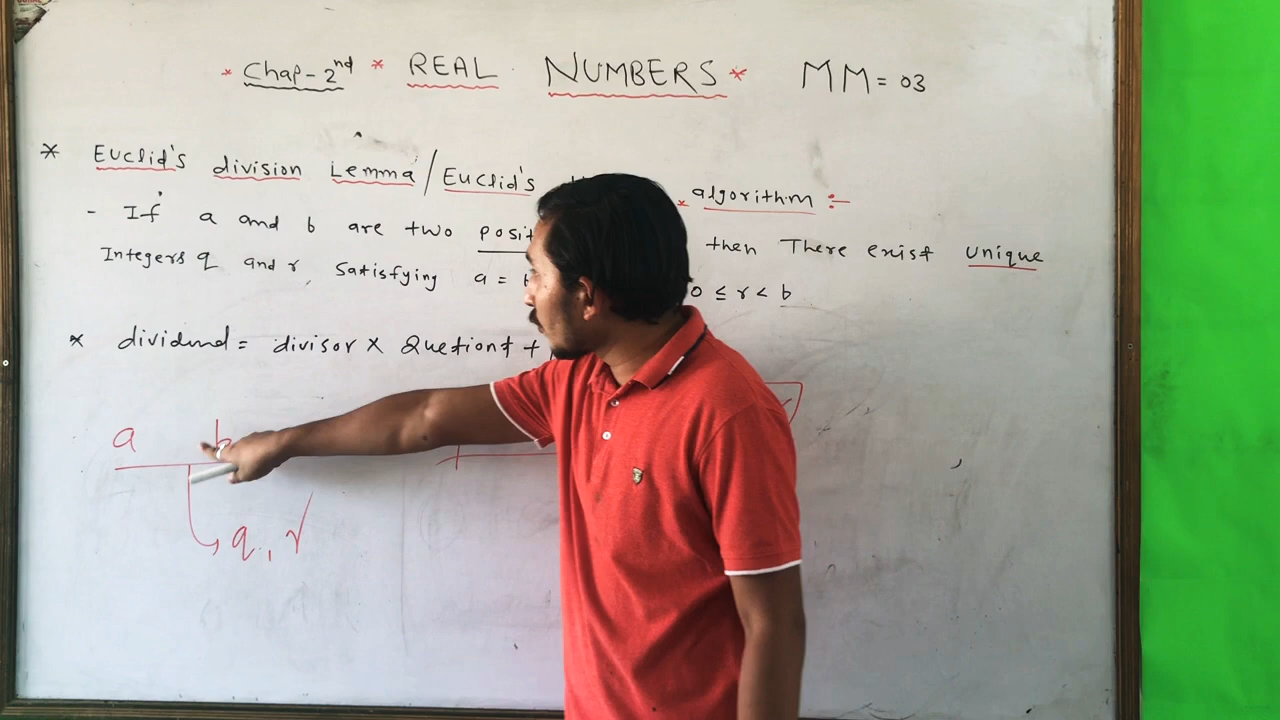 * Chap-2nd * REAL NUMBERS * MM = 03
* Euclid's division Lemma / Euclid's algorithm :-
- If a and b are two posit then There exist unique
Integers q and r satisfying a = 0 ≤ r < b
* dividend = divisor × Quetiont +
a b
q, r